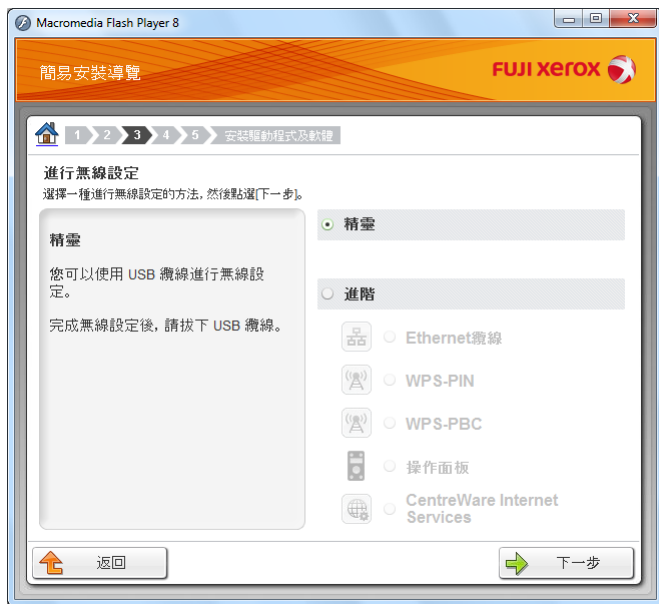 Macromedia Flash Player 8
簡易安裝導覽
FUJI xerox
1 2 3 4 5 安裝驅動程式及軟體
進行無線設定
選擇一種進行無線設定的方法, 然後點選[下一步]。
精靈
您可以使用 USB 纜線進行無線設
定。
完成無線設定後, 請拔下 USB 纜線。
精靈
進階
Ethernet纜線
WPS-PIN
WPS-PBC
操作面板
CentreWare Internet
Services
返回
下一步